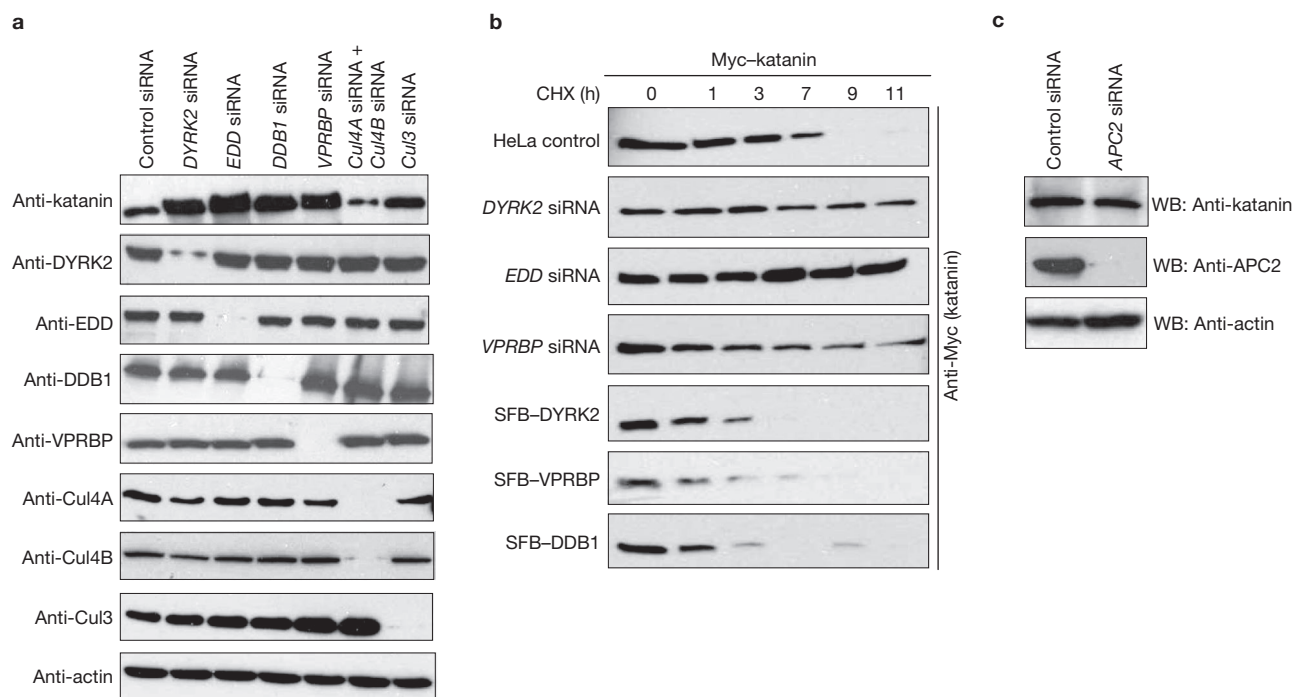 a
Control siRNA
DYRK2 siRNA
EDD siRNA
DDB1 siRNA
VPRBP siRNA
Cul4A siRNA +
Cul4B siRNA
Cul3 siRNA
Anti-katanin
Anti-DYRK2
Anti-EDD
Anti-DDB1
Anti-VPRBP
Anti-Cul4A
Anti-Cul4B
Anti-Cul3
Anti-actin
b
Myc–katanin
CHX (h) 0 1 3 7 9 11
HeLa control
DYRK2 siRNA
EDD siRNA
VPRBP siRNA
SFB–DYRK2
SFB–VPRBP
SFB–DDB1
Anti-Myc (katanin)
c
Control siRNA
APC2 siRNA
WB: Anti-katanin
WB: Anti-APC2
WB: Anti-actin